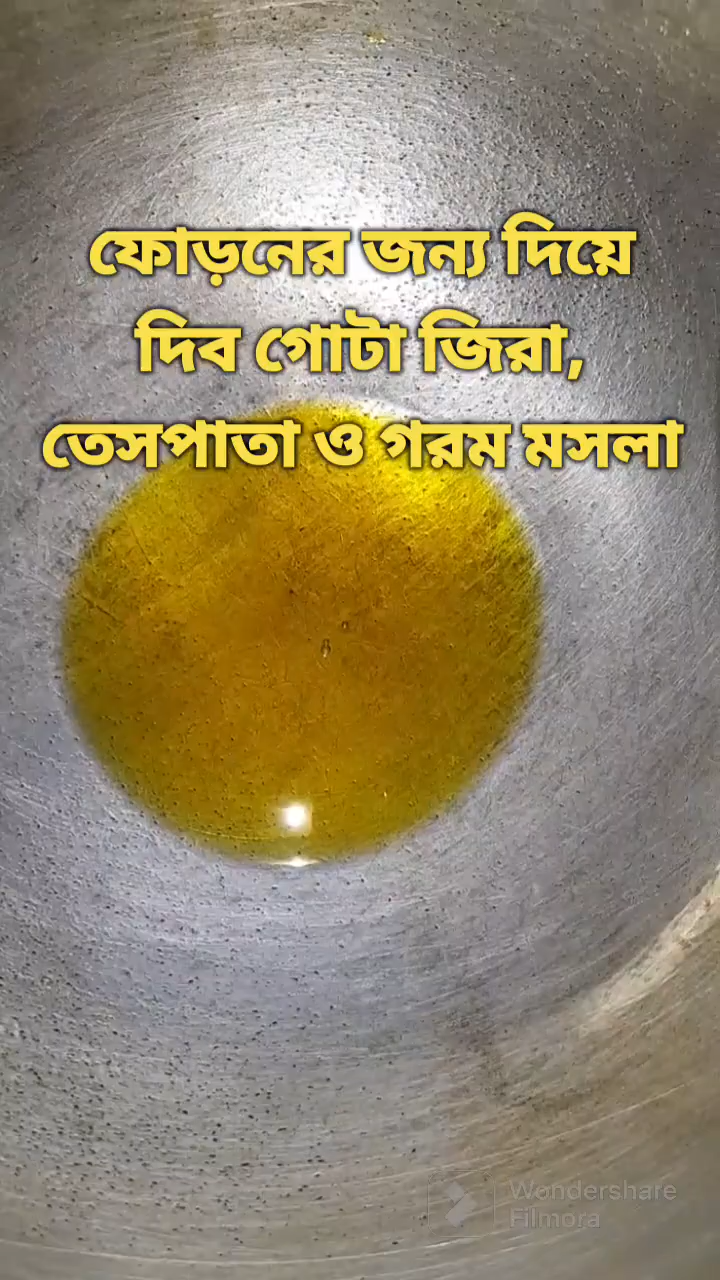 ফোড়নের জন্য দিয়ে
দিব গোটা জিরা,
তেসপাতা ও গরম মসলা
Wondershare
Filmora